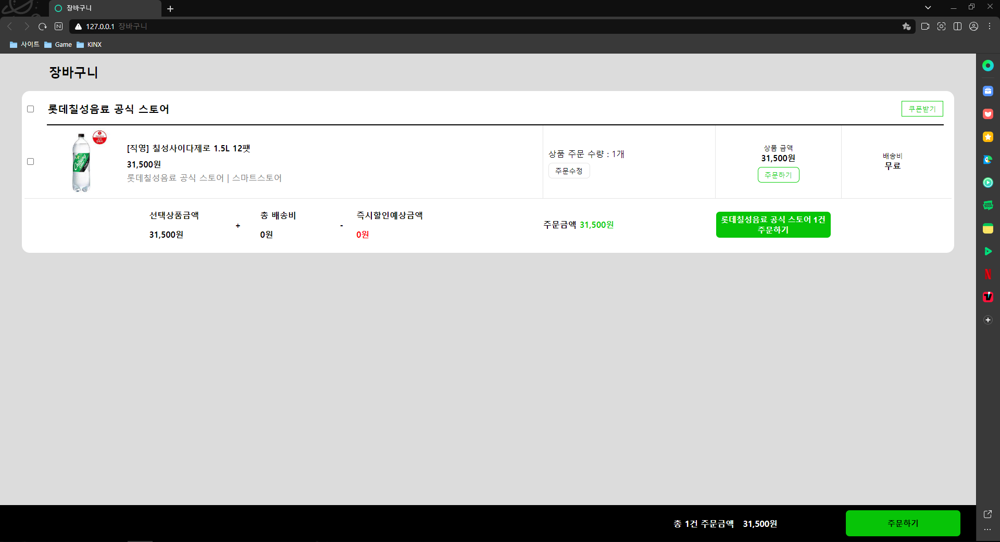 장바구니
127.0.0.1 장바구니
사이트 Game KINX
장바구니
롯데칠성음료 공식 스토어
쿠폰받기
[직영] 칠성사이다제로 1.5L 12팻
31,500원
롯데칠성음료 공식 스토어 | 스마트스토어
상품 주문 수량 : 1개
주문수정
상품 금액
31,500원
주문하기
배송비
무료
선택상품금액
31,500원
+
총 배송비
0원
-
즉시할인예상금액
0원
주문금액 31,500원
롯데칠성음료 공식 스토어 1건
주문하기
총 1건 주문금액 31,500원
주문하기